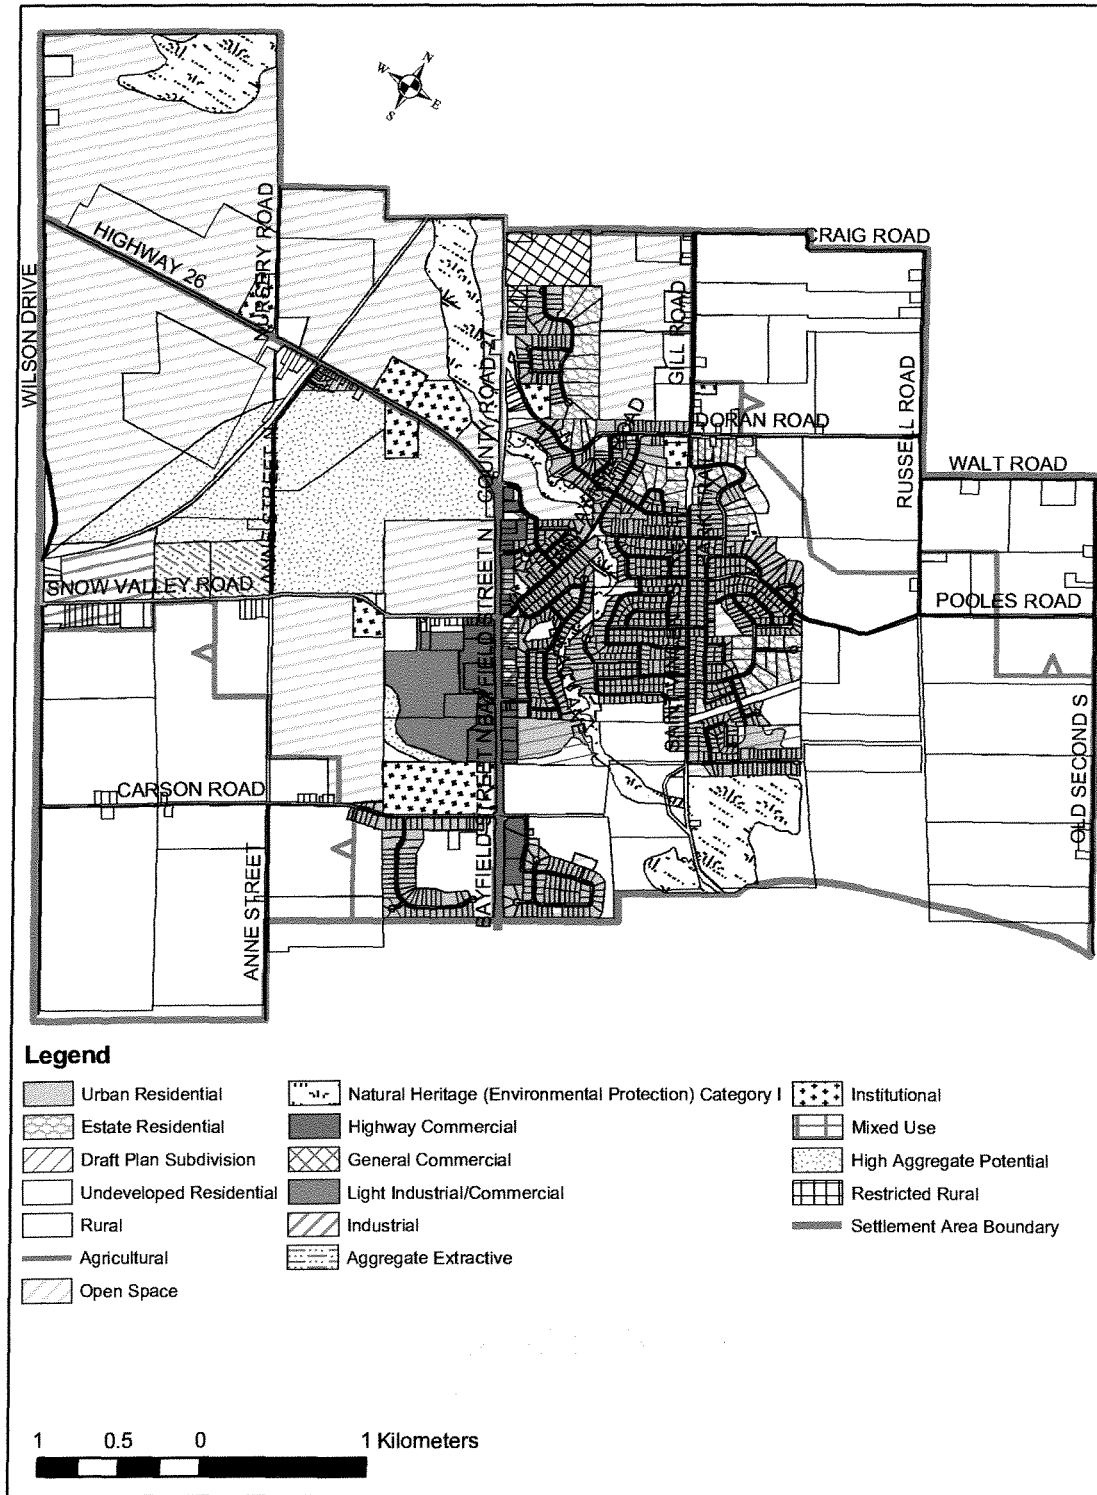 N
W
E
S
HIGHWAY 26
NURSERY ROAD
WILSON DRIVE
CRAIG ROAD
GILL ROAD
COUNTY ROAD 27
DORAN ROAD
RUSSELL ROAD
WALT ROAD
SNOW VALLEY ROAD
POOLES ROAD
BAYFIELD STREET N
CARSON ROAD
ANNE STREET
BAYFIELD STREET N
OLD SECOND S
Legend
Urban Residential
Estate Residential
Draft Plan Subdivision
Undeveloped Residential
Rural
Agricultural
Open Space
Natural Heritage (Environmental Protection) Category I
Highway Commercial
General Commercial
Light Industrial/Commercial
Industrial
Aggregate Extractive
Institutional
Mixed Use
High Aggregate Potential
Restricted Rural
Settlement Area Boundary
1 0.5 0 1 Kilometers